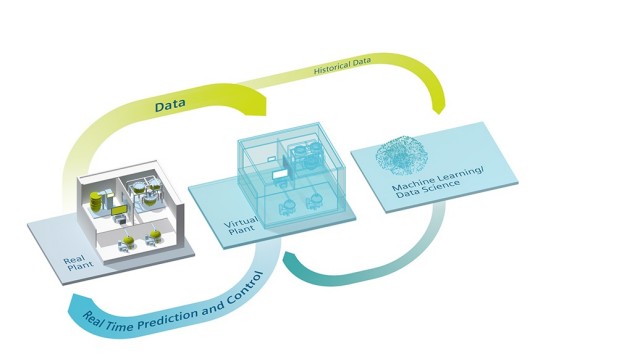 Historical Data
Data
Machine Learning/
Data Science
Virtual
Plant
Real
Plant
Real Time Prediction and Control